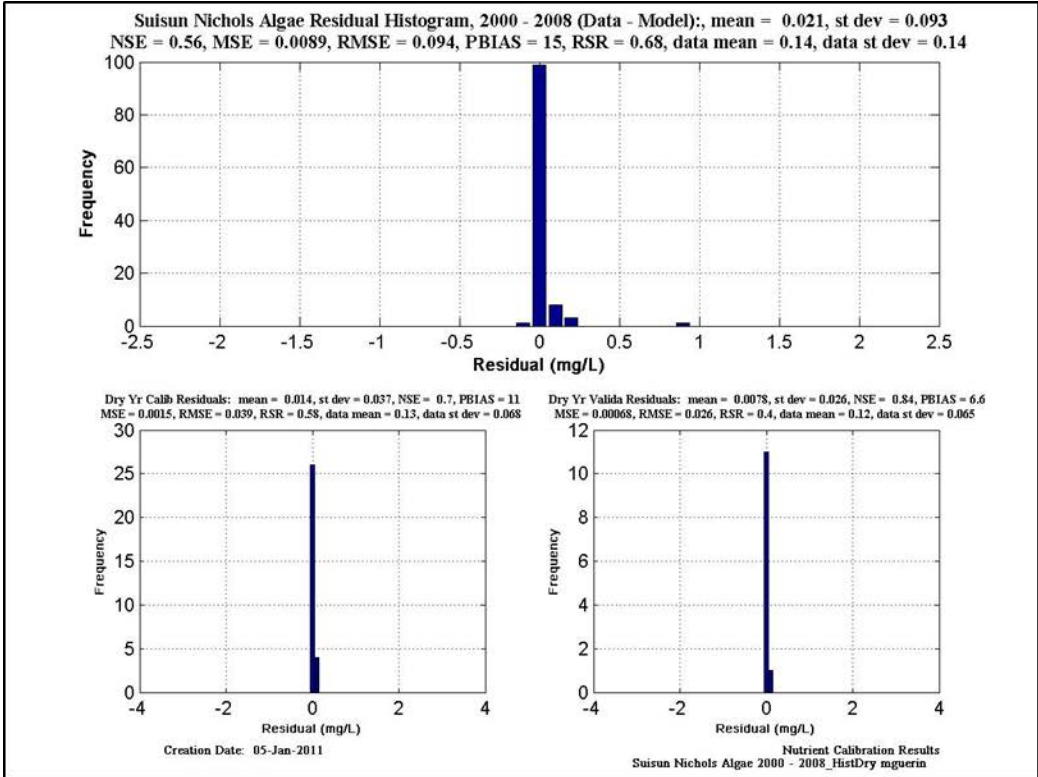 Suisun Nichols Algae Residual Histogram, 2000 - 2008 (Data - Model):, mean = 0.021, st dev = 0.093
NSE = 0.56, MSE = 0.0089, RMSE = 0.094, PBIAS = 15, RSR = 0.68, data mean = 0.14, data st dev = 0.14
100
80
60
40
20
0
Frequency
-2.5 -2 -1.5 -1 -0.5 0 0.5 1 1.5 2 2.5
Residual (mg/L)
Dry Yr Calib Residuals: mean = 0.014, st dev = 0.037, NSE = 0.7, PBIAS = 11
MSE = 0.0015, RMSE = 0.039, RSR = 0.58, data mean = 0.13, data st dev = 0.068
30
25
20
15
10
5
0
Frequency
-4 -2 0 2 4
Residual (mg/L)
Creation Date: 05-Jan-2011
Dry Yr Valida Residuals: mean = 0.0078, st dev = 0.026, NSE = 0.84, PBIAS = 6.6
MSE = 0.00068, RMSE = 0.026, RSR = 0.4, data mean = 0.12, data st dev = 0.065
12
10
8
6
4
2
0
Frequency
-4 -2 0 2 4
Residual (mg/L)
Nutrient Calibration Results
Suisun Nichols Algae 2000 - 2008_HistDry mguerin